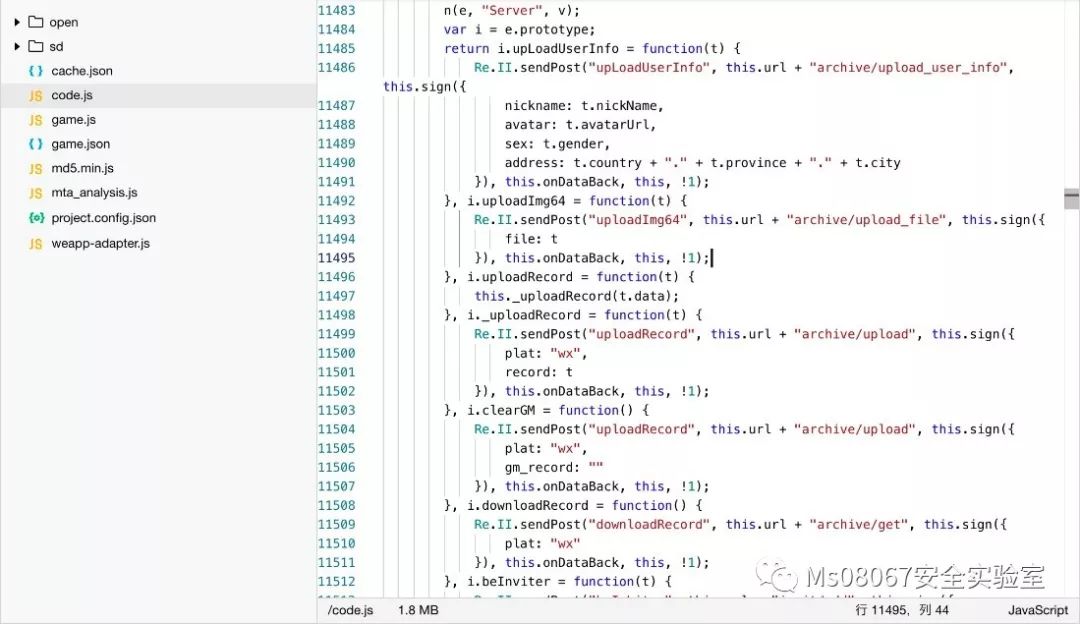 open
sd
cache.json
code.js
game.js
game.json
md5.min.js
mta_analysis.js
project.config.json
weapp-adapter.js
11483 n(e, "Server", v);
11484 var i = e.prototype;
11485 return i.upLoadUserInfo = function(t) {
11486 Re.II.sendPost("upLoadUserInfo", this.url + "archive/upload_user_info",
this.sign({
11487 nickname: t.nickName,
11488 avatar: t.avatarUrl,
11489 sex: t.gender,
11490 address: t.country + "." + t.province + "." + t.city
11491 }), this.onDataBack, this, !1);
11492 }, i.uploadImg64 = function(t) {
11493 Re.II.sendPost("uploadImg64", this.url + "archive/upload_file", this.sign({
11494 file: t
11495 }), this.onDataBack, this, !1);
11496 }, i.uploadRecord = function(t) {
11497 this._uploadRecord(t.data);
11498 }, i._uploadRecord = function(t) {
11499 Re.II.sendPost("uploadRecord", this.url + "archive/upload", this.sign({
11500 plat: "wx",
11501 record: t
11502 }), this.onDataBack, this, !1);
11503 }, i.clearGM = function() {
11504 Re.II.sendPost("uploadRecord", this.url + "archive/upload", this.sign({
11505 plat: "wx",
11506 gm_record: ""
11507 }), this.onDataBack, this, !1);
11508 }, i.downloadRecord = function() {
11509 Re.II.sendPost("downloadRecord", this.url + "archive/get", this.sign({
11510 plat: "wx"
11511 }), this.onDataBack, this, !1);
11512 }, i.beInviter = function(t) {
Ms08067安全实验室
/code.js 1.8 MB 行 11495, 列 44 JavaScript